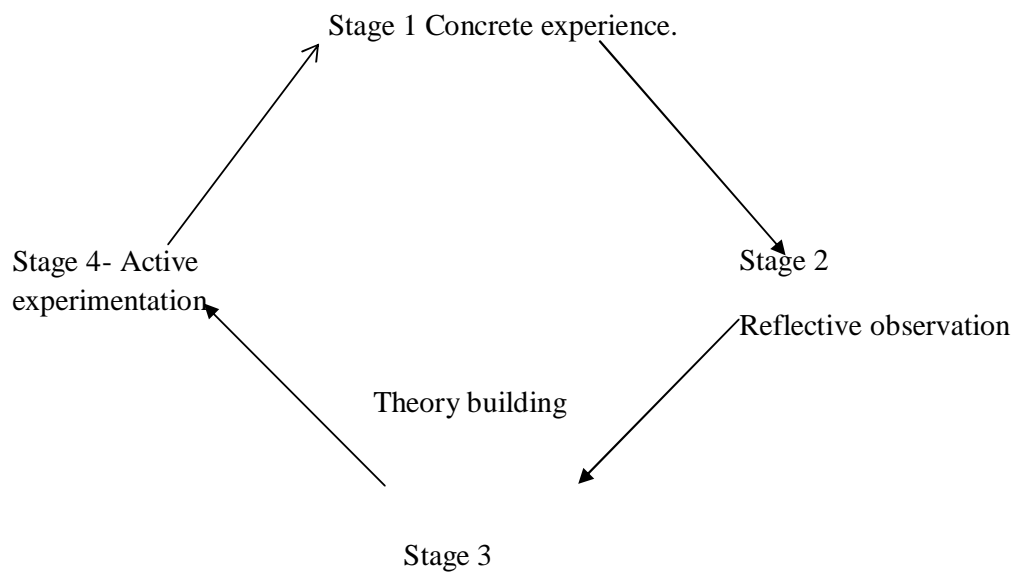 Stage 1 Concrete experience.
Stage 4- Active
experimentation
Stage 2
Reflective observation
Theory building
Stage 3